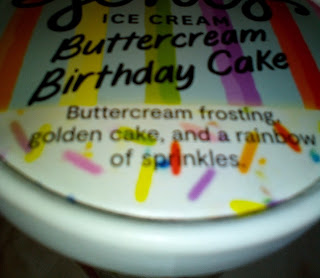 ICE CREAM
Buttercream
Birthday Cake
Buttercream frosting,
golden cake, and a rainbow
of sprinkles.